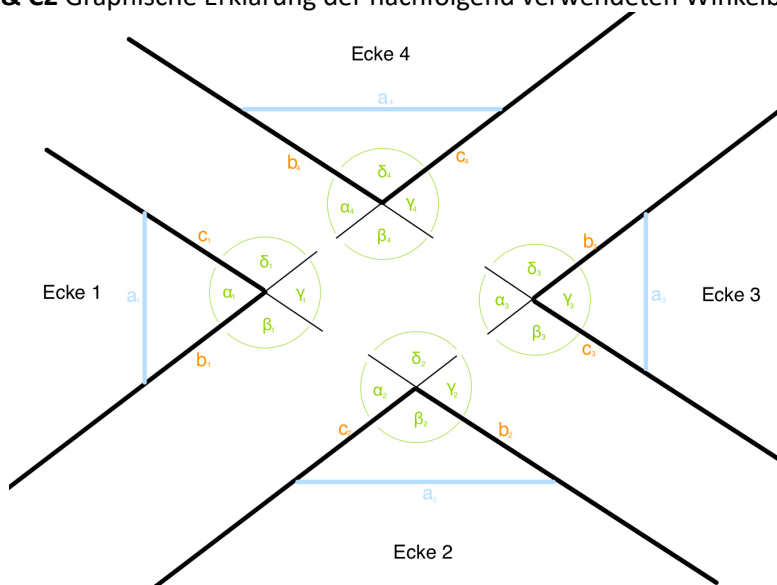 & C2 Graphische Erklärung der nachfolgend verwendeten
Ecke 4
a₄
b₄
c₄
δ₄
α₄
γ₄
β₄
c₁
δ₁
Ecke 1
a₁
α₁
γ₁
β₁
b₁
b₃
δ₃
α₃
γ₃
a₃
Ecke 3
β₃
c₃
δ₂
α₂
γ₂
β₂
c₂
b₂
a₂
Ecke 2